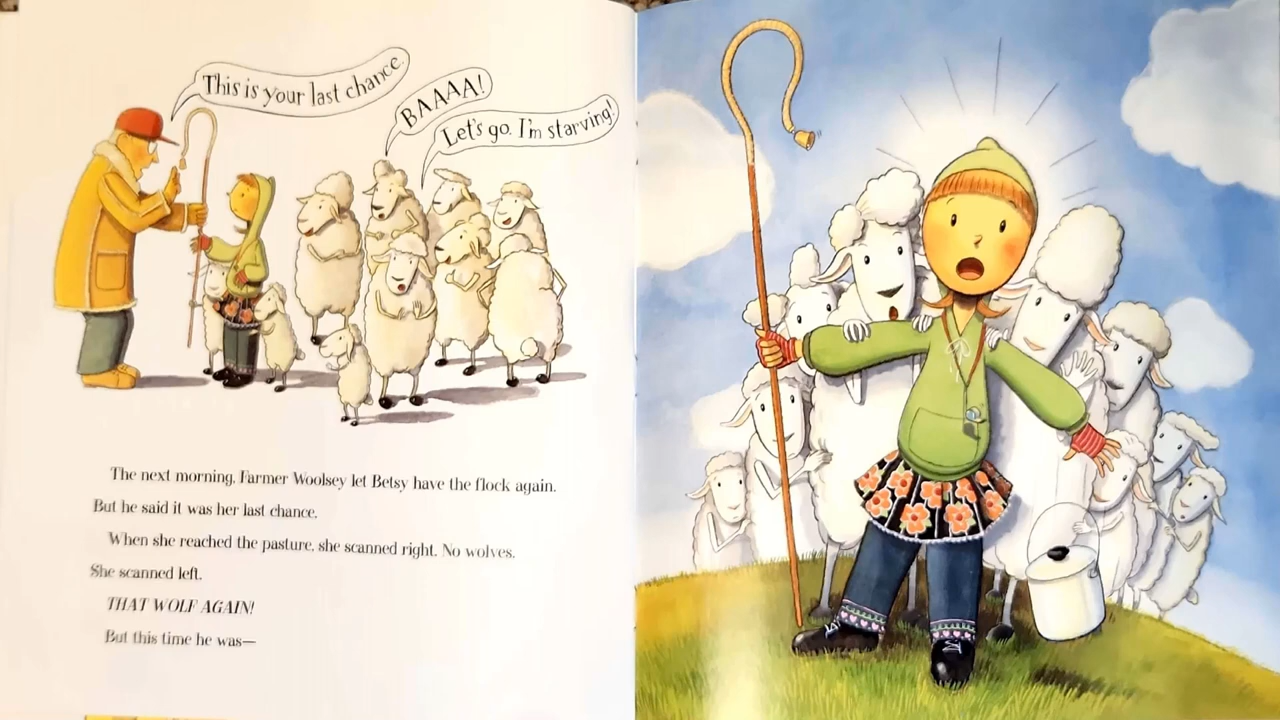 This is your last chance.
BAAAA!
Let's go. I'm starving!
The next morning, Farmer Woolsey let Betsy have the flock again.
But he said it was her last chance.
When she reached the pasture, she scanned right. No wolves.
She scanned left.
THAT WOLF AGAIN!
But this time he was—